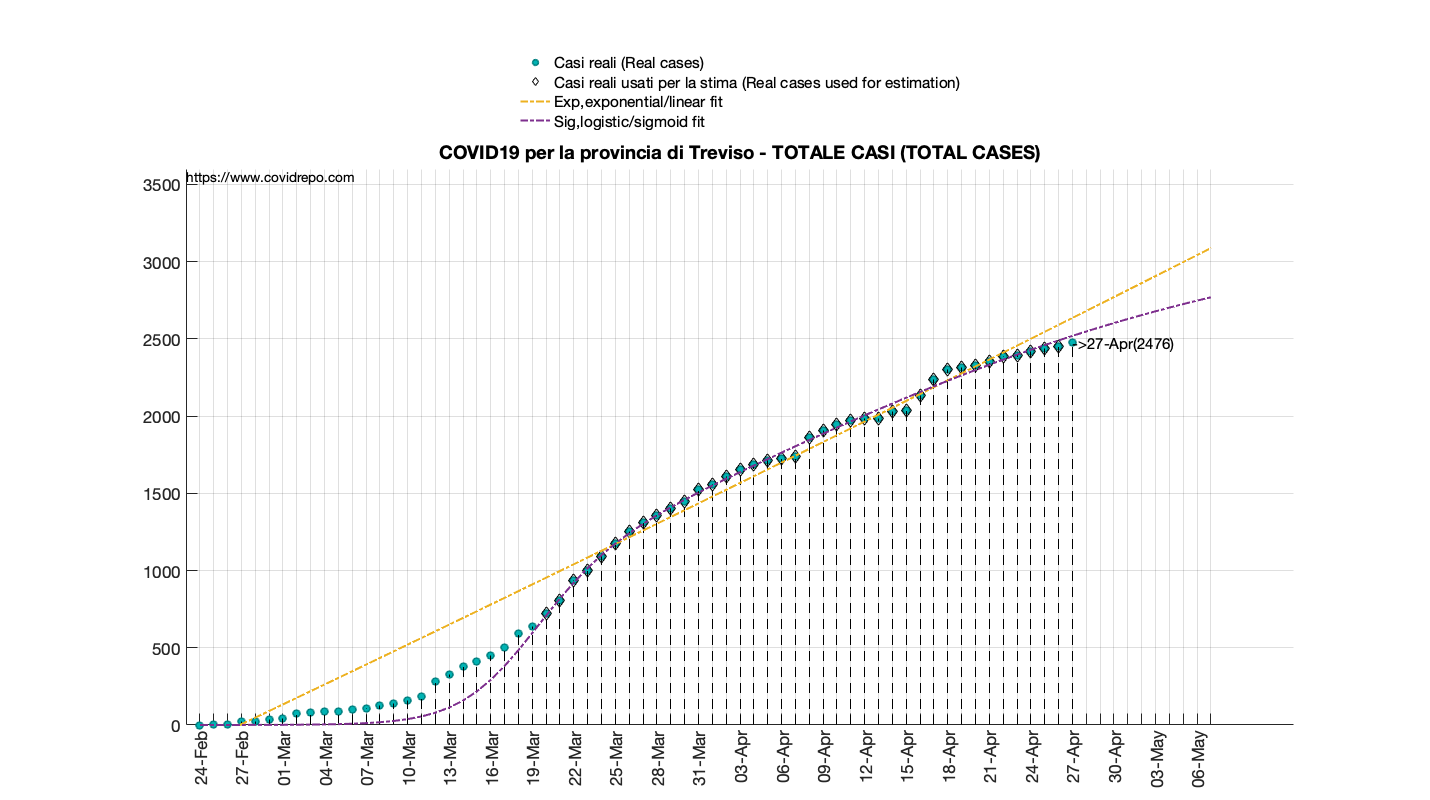 Casi reali (Real cases)
Casi reali usati per la stima (Real cases used for estimation)
Exp,exponential/linear fit
Sig,logistic/sigmoid fit
COVID19 per la provincia di Treviso - TOTALE CASI (TOTAL CASES)
https://www.covidrepo.com
3500
3000
2500
2000
1500
1000
500
0
>27-Apr(2476)
24-Feb
27-Feb
01-Mar
04-Mar
07-Mar
10-Mar
13-Mar
16-Mar
19-Mar
22-Mar
25-Mar
28-Mar
31-Mar
03-Apr
06-Apr
09-Apr
12-Apr
15-Apr
18-Apr
21-Apr
24-Apr
27-Apr
30-Apr
03-May
06-May